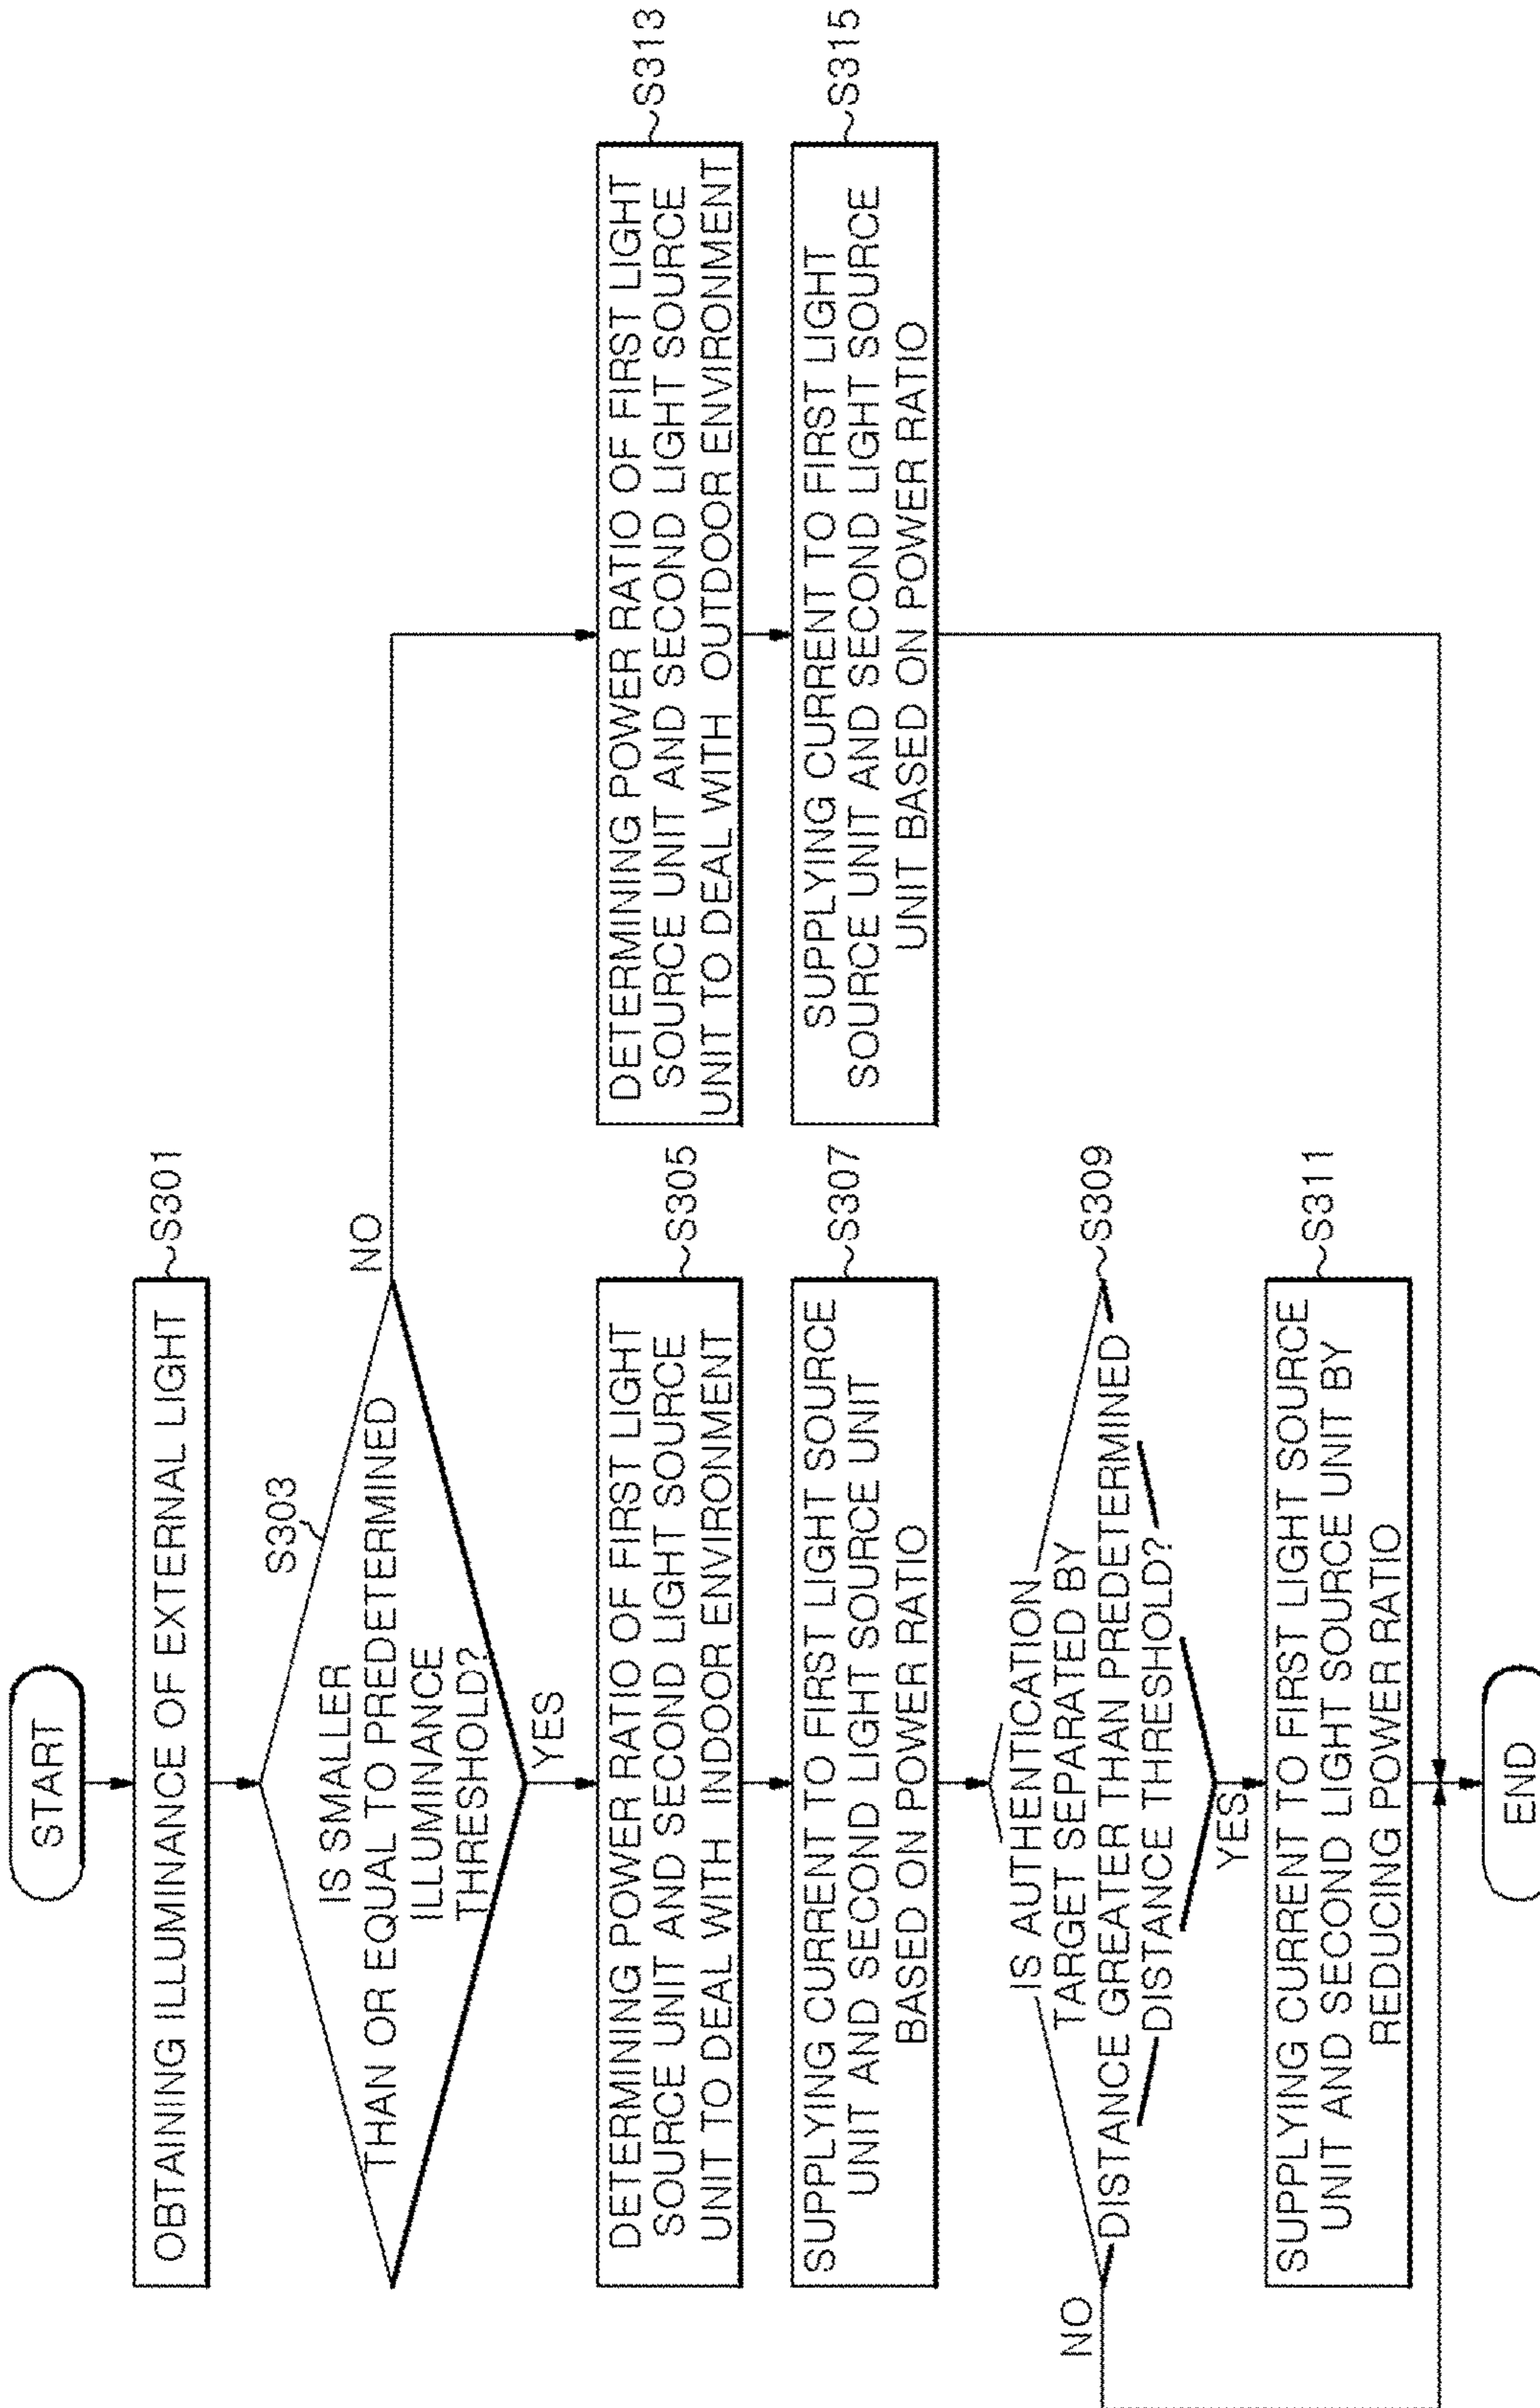 START
OBTAINING ILLUMINANCE OF EXTERNAL LIGHT
~S301
S303
IS SMALLER
THAN OR EQUAL TO PREDETERMINED
ILLUMINANCE
THRESHOLD?
NO
YES
DETERMINING POWER RATIO OF FIRST LIGHT
SOURCE UNIT AND SECOND LIGHT SOURCE
UNIT TO DEAL WITH INDOOR ENVIRONMENT
~S305
SUPPLYING CURRENT TO FIRST LIGHT SOURCE
UNIT AND SECOND LIGHT SOURCE UNIT
BASED ON POWER RATIO
~S307
IS AUTHENTICATION
TARGET SEPARATED BY
DISTANCE GREATER THAN PREDETERMINED
DISTANCE THRESHOLD?
~S309
NO
YES
SUPPLYING CURRENT TO FIRST LIGHT SOURCE
UNIT AND SECOND LIGHT SOURCE UNIT BY
REDUCING POWER RATIO
~S311
DETERMINING POWER RATIO OF FIRST LIGHT
SOURCE UNIT AND SECOND LIGHT SOURCE
UNIT TO DEAL WITH OUTDOOR ENVIRONMENT
~S313
SUPPLYING CURRENT TO FIRST LIGHT
SOURCE UNIT AND SECOND LIGHT SOURCE
UNIT BASED ON POWER RATIO
~S315
END